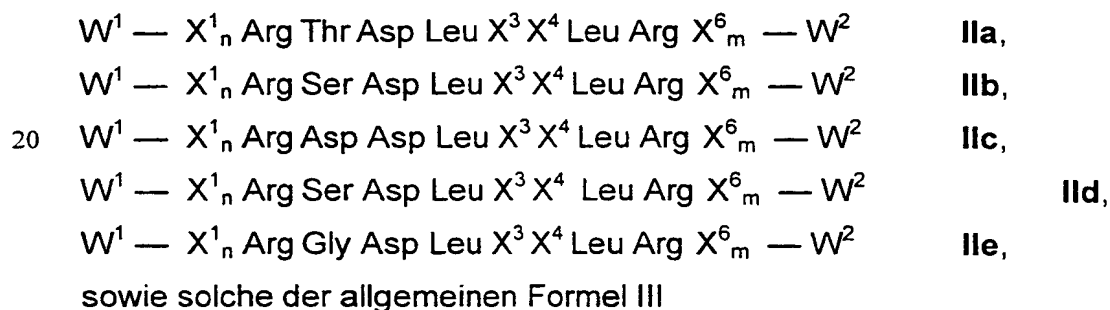 W¹ — X¹ₙ Arg Thr Asp Leu X³ X⁴ Leu Arg X⁶ₘ — W² IIa,
W¹ — X¹ₙ Arg Ser Asp Leu X³ X⁴ Leu Arg X⁶ₘ — W² IIb,
20 W¹ — X¹ₙ Arg Asp Asp Leu X³ X⁴ Leu Arg X⁶ₘ — W² IIc,
W¹ — X¹ₙ Arg Ser Asp Leu X³ X⁴ Leu Arg X⁶ₘ — W² IId,
W¹ — X¹ₙ Arg Gly Asp Leu X³ X⁴ Leu Arg X⁶ₘ — W² IIe,
sowie solche der allgemeinen Formel III